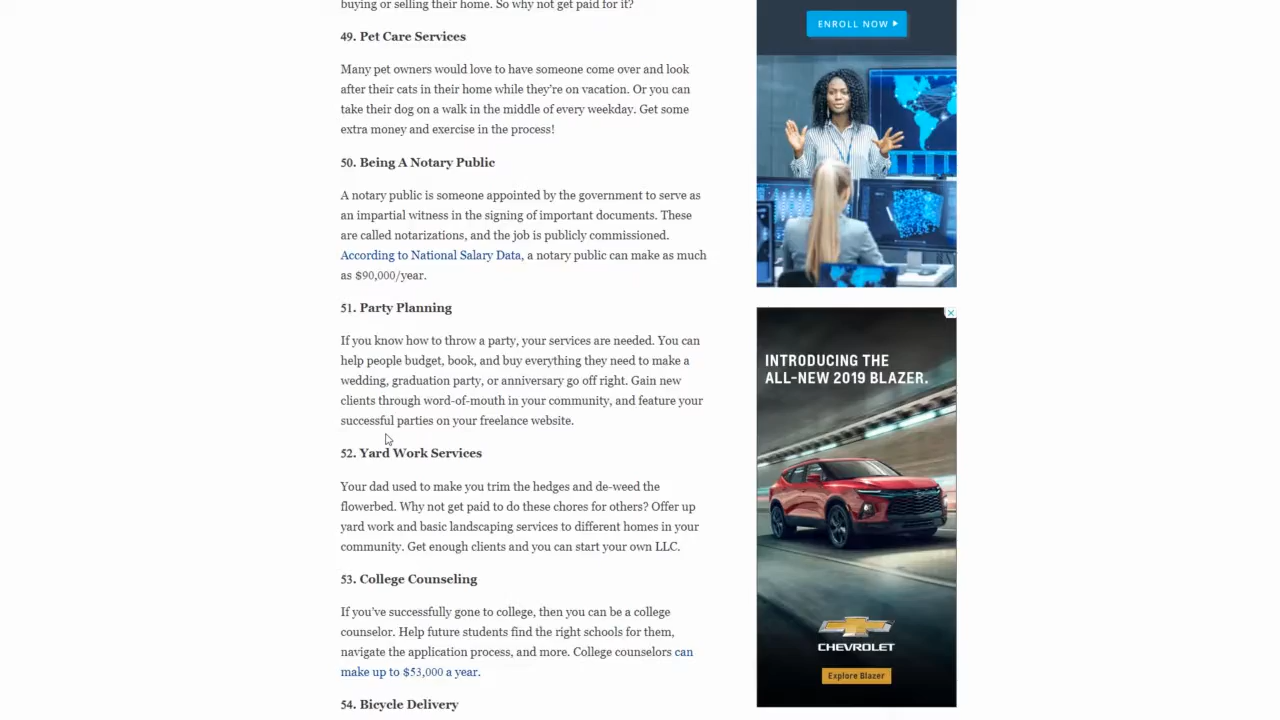 buying or selling their home. So why not get paid for it?
49. Pet Care Services
Many pet owners would love to have someone come over and look
after their cats in their home while they’re on vacation. Or you can
take their dog on a walk in the middle of every weekday. Get some
extra money and exercise in the process!
50. Being A Notary Public
A notary public is someone appointed by the government to serve as
an impartial witness in the signing of important documents. These
are called notarizations, and the job is publicly commissioned.
According to National Salary Data, a notary public can make as much
as $90,000/year.
51. Party Planning
If you know how to throw a party, your services are needed. You can
help people budget, book, and buy everything they need to make a
wedding, graduation party, or anniversary go off right. Gain new
clients through word-of-mouth in your community, and feature your
successful parties on your freelance website.
52. Yard Work Services
Your dad used to make you trim the hedges and de-weed the
flowerbed. Why not get paid to do these chores for others? Offer up
yard work and basic landscaping services to different homes in your
community. Get enough clients and you can start your own LLC.
53. College Counseling
If you’ve successfully gone to college, then you can be a college
counselor. Help future students find the right schools for them,
navigate the application process, and more. College counselors can
make up to $53,000 a year.
54. Bicycle Delivery
ENROLL NOW
INTRODUCING THE
ALL-NEW 2019 BLAZER.
CHEVROLET
Explore Blazer